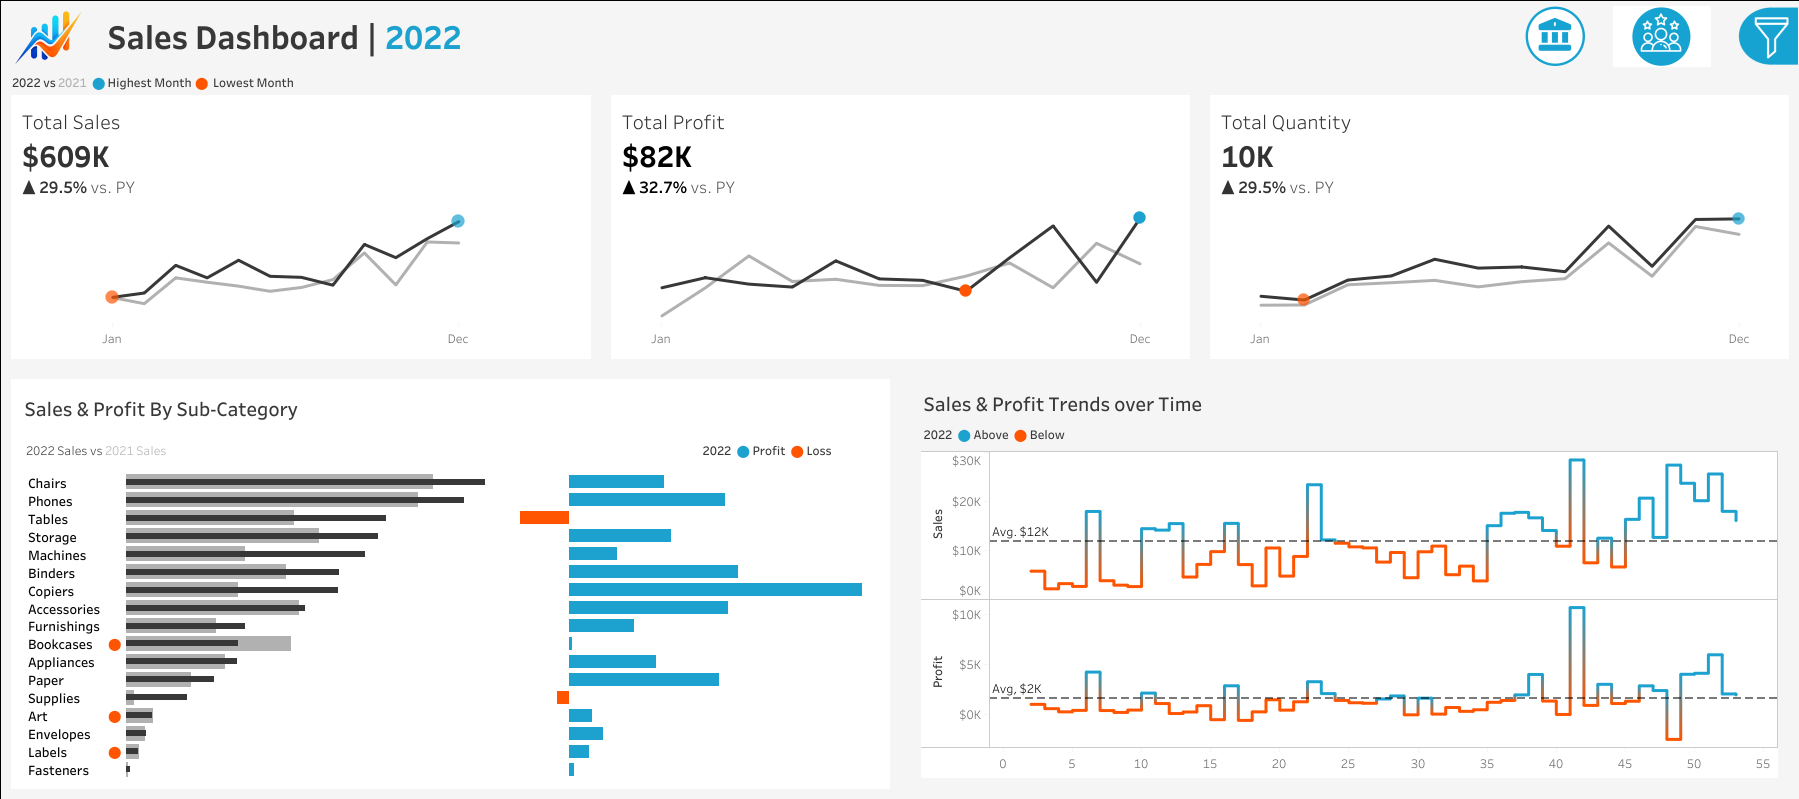 Sales Dashboard | 2022
2022 vs 2021 Highest Month Lowest Month
Total Sales
$609K
▲ 29.5% vs. PY
Jan Dec
Total Profit
$82K
▲ 32.7% vs. PY
Jan Dec
Total Quantity
10K
▲ 29.5% vs. PY
Jan Dec
Sales & Profit By Sub-Category
2022 Sales vs 2021 Sales
2022 Profit Loss
Chairs
Phones
Tables
Storage
Machines
Binders
Copiers
Accessories
Furnishings
Bookcases
Appliances
Paper
Supplies
Art
Envelopes
Labels
Fasteners
Sales & Profit Trends over Time
2022 Above Below
Sales
$30K
$20K
Avg. $12K
$10K
$0K
Profit
$10K
$5K
Avg, $2K
$0K
0 5 10 15 20 25 30 35 40 45 50 55